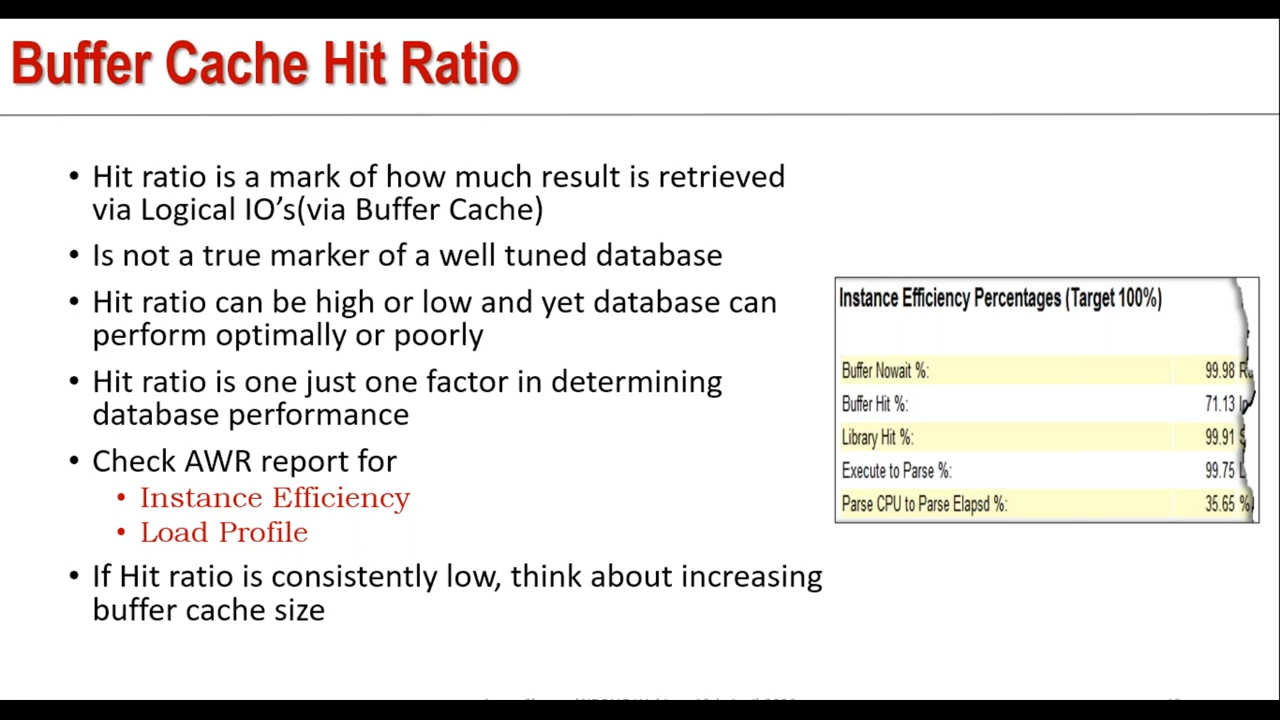 Buffer Cache Hit Ratio
• Hit ratio is a mark of how much result is retrieved
via Logical IO's(via Buffer Cache)
• Is not a true marker of a well tuned database
• Hit ratio can be high or low and yet database can
perform optimally or poorly
• Hit ratio is one just one factor in determining
database performance
• Check AWR report for
• Instance Efficiency
• Load Profile
• If Hit ratio is consistently low, think about increasing
buffer cache size
Instance Efficiency Percentages (Target 100%)
Buffer Nowait %: 99.98
Buffer Hit %: 71.13
Library Hit %: 99.91
Execute to Parse %: 99.75
Parse CPU to Parse Elapsd %: 35.65 %